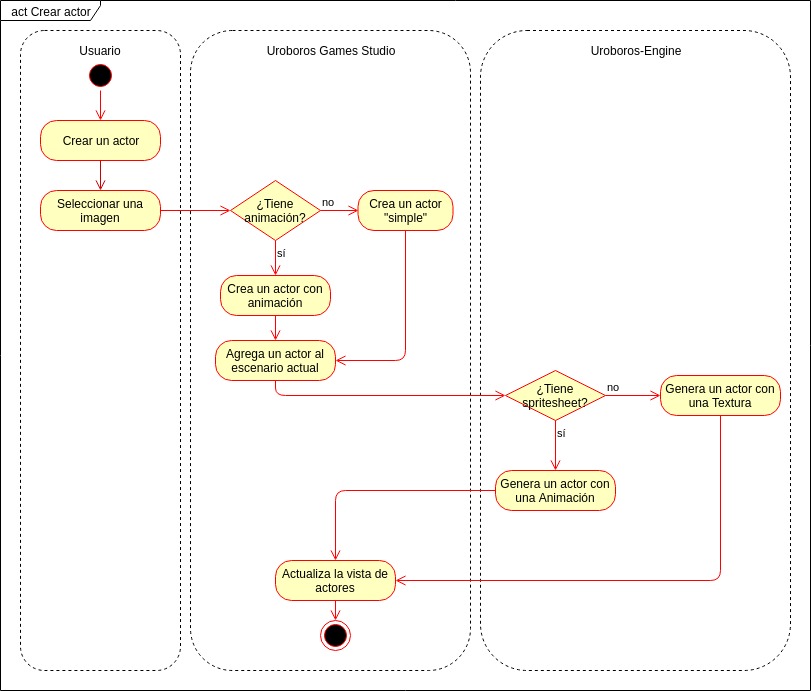 act Crear actor
Usuario
Uroboros Games Studio
Uroboros-Engine
Crear un actor
Seleccionar una
imagen
¿Tiene
animación?
no
Crea un actor
"simple"
sí
Crea un actor con
animación
Agrega un actor al
escenario actual
¿Tiene
spritesheet?
no
Genera un actor con
una Textura
sí
Genera un actor con
una Animación
Actualiza la vista de
actores